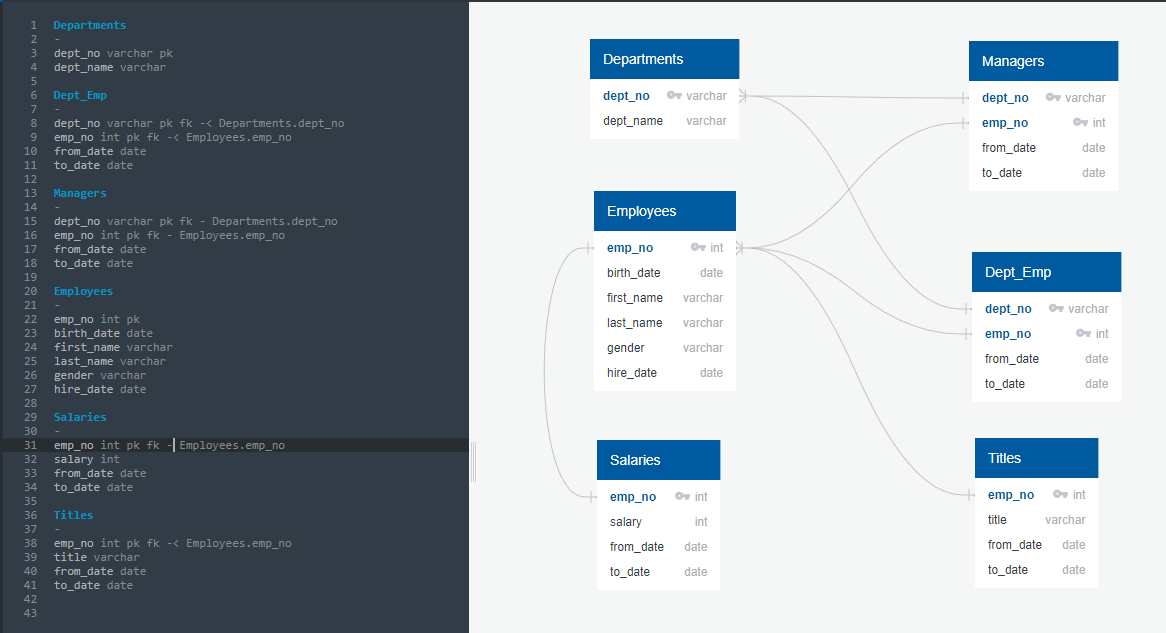 1 Departments
2 -
3 dept_no varchar pk
4 dept_name varchar
5
6 Dept_Emp
7 -
8 dept_no varchar pk fk -< Departments.dept_no
9 emp_no int pk fk -< Employees.emp_no
10 from_date date
11 to_date date
12
13 Managers
14 -
15 dept_no varchar pk fk - Departments.dept_no
16 emp_no int pk fk - Employees.emp_no
17 from_date date
18 to_date date
19
20 Employees
21 -
22 emp_no int pk
23 birth_date date
24 first_name varchar
25 last_name varchar
26 gender varchar
27 hire_date date
28
29 Salaries
30 -
31 emp_no int pk fk - Employees.emp_no
32 salary int
33 from_date date
34 to_date date
35
36 Titles
37 -
38 emp_no int pk fk -< Employees.emp_no
39 title varchar
40 from_date date
41 to_date date
42
43
Departments
dept_no varchar
dept_name varchar
Managers
dept_no varchar
emp_no int
from_date date
to_date date
Employees
emp_no int
birth_date date
first_name varchar
last_name varchar
gender varchar
hire_date date
Dept_Emp
dept_no varchar
emp_no int
from_date date
to_date date
Salaries
emp_no int
salary int
from_date date
to_date date
Titles
emp_no int
title varchar
from_date date
to_date date